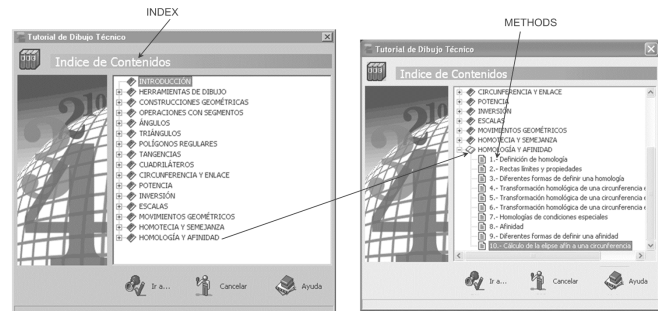 INDEX
Tutorial de Dibujo Técnico
Indice de Contenidos
INTRODUCCIÓN
HERRAMIENTAS DE DIBUJO
CONSTRUCCIONES GEOMÉTRICAS
OPERACIONES CON SEGMENTOS
ÁNGULOS
TRIÁNGULOS
POLÍGONOS REGULARES
TANGENCIAS
CUADRILÁTEROS
CIRCUNFERENCIA Y ENLACE
POTENCIA
INVERSIÓN
ESCALAS
MOVIMIENTOS GEOMÉTRICOS
HOMOTECIA Y SEMEJANZA
HOMOLOGÍA Y AFINIDAD
Ir a...
Cancelar
Ayuda
METHODS
Tutorial de Dibujo Técnico
Indice de Contenidos
CIRCUNFERENCIA Y ENLACE
POTENCIA
INVERSIÓN
ESCALAS
MOVIMIENTOS GEOMÉTRICOS
HOMOTECIA Y SEMEJANZA
HOMOLOGÍA Y AFINIDAD
1.- Definición de homología
2.- Rectas límites y propiedades
3.- Diferentes formas de definir una homología
4.- Transformación homológica de una circunferencia e
5.- Transformación homológica de una circunferencia e
6.- Transformación homológica de una circunferencia e
7.- Homologías de condiciones especiales
8.- Afinidad
9.- Diferentes formas de definir una afinidad
10.- Cálculo de la elipse afín a una circunferencia
Ir a...
Cancelar
Ayuda